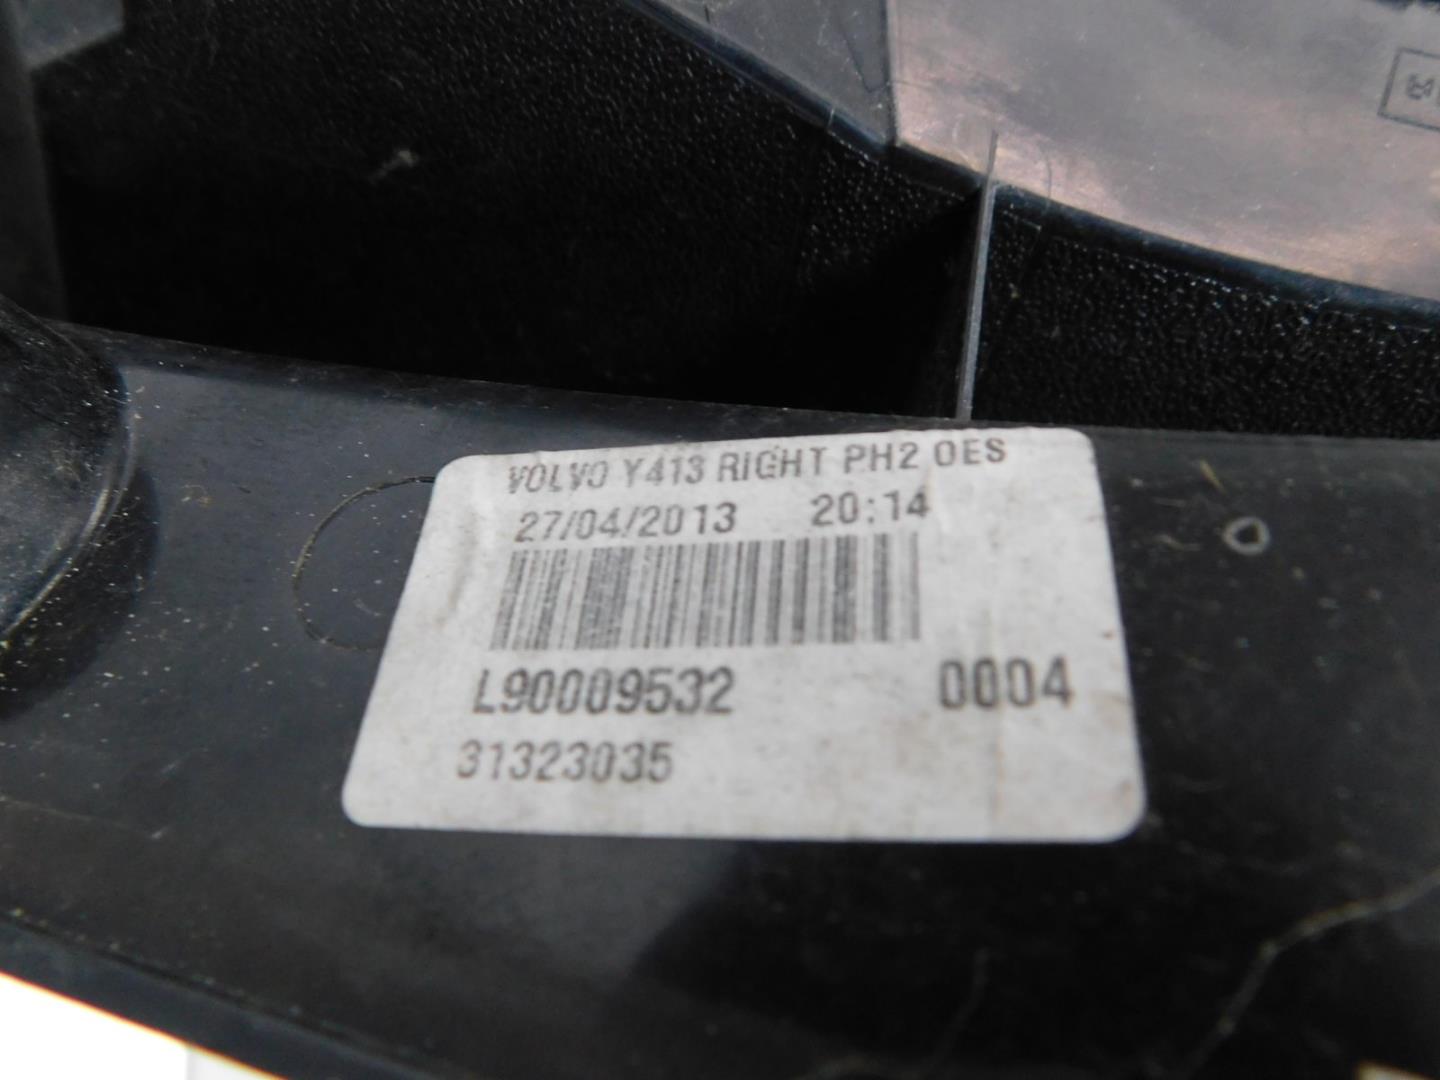 VOLVO Y413 RIGHT PH2 OES
27/04/2013 20:14
L90009532 0004
31323035